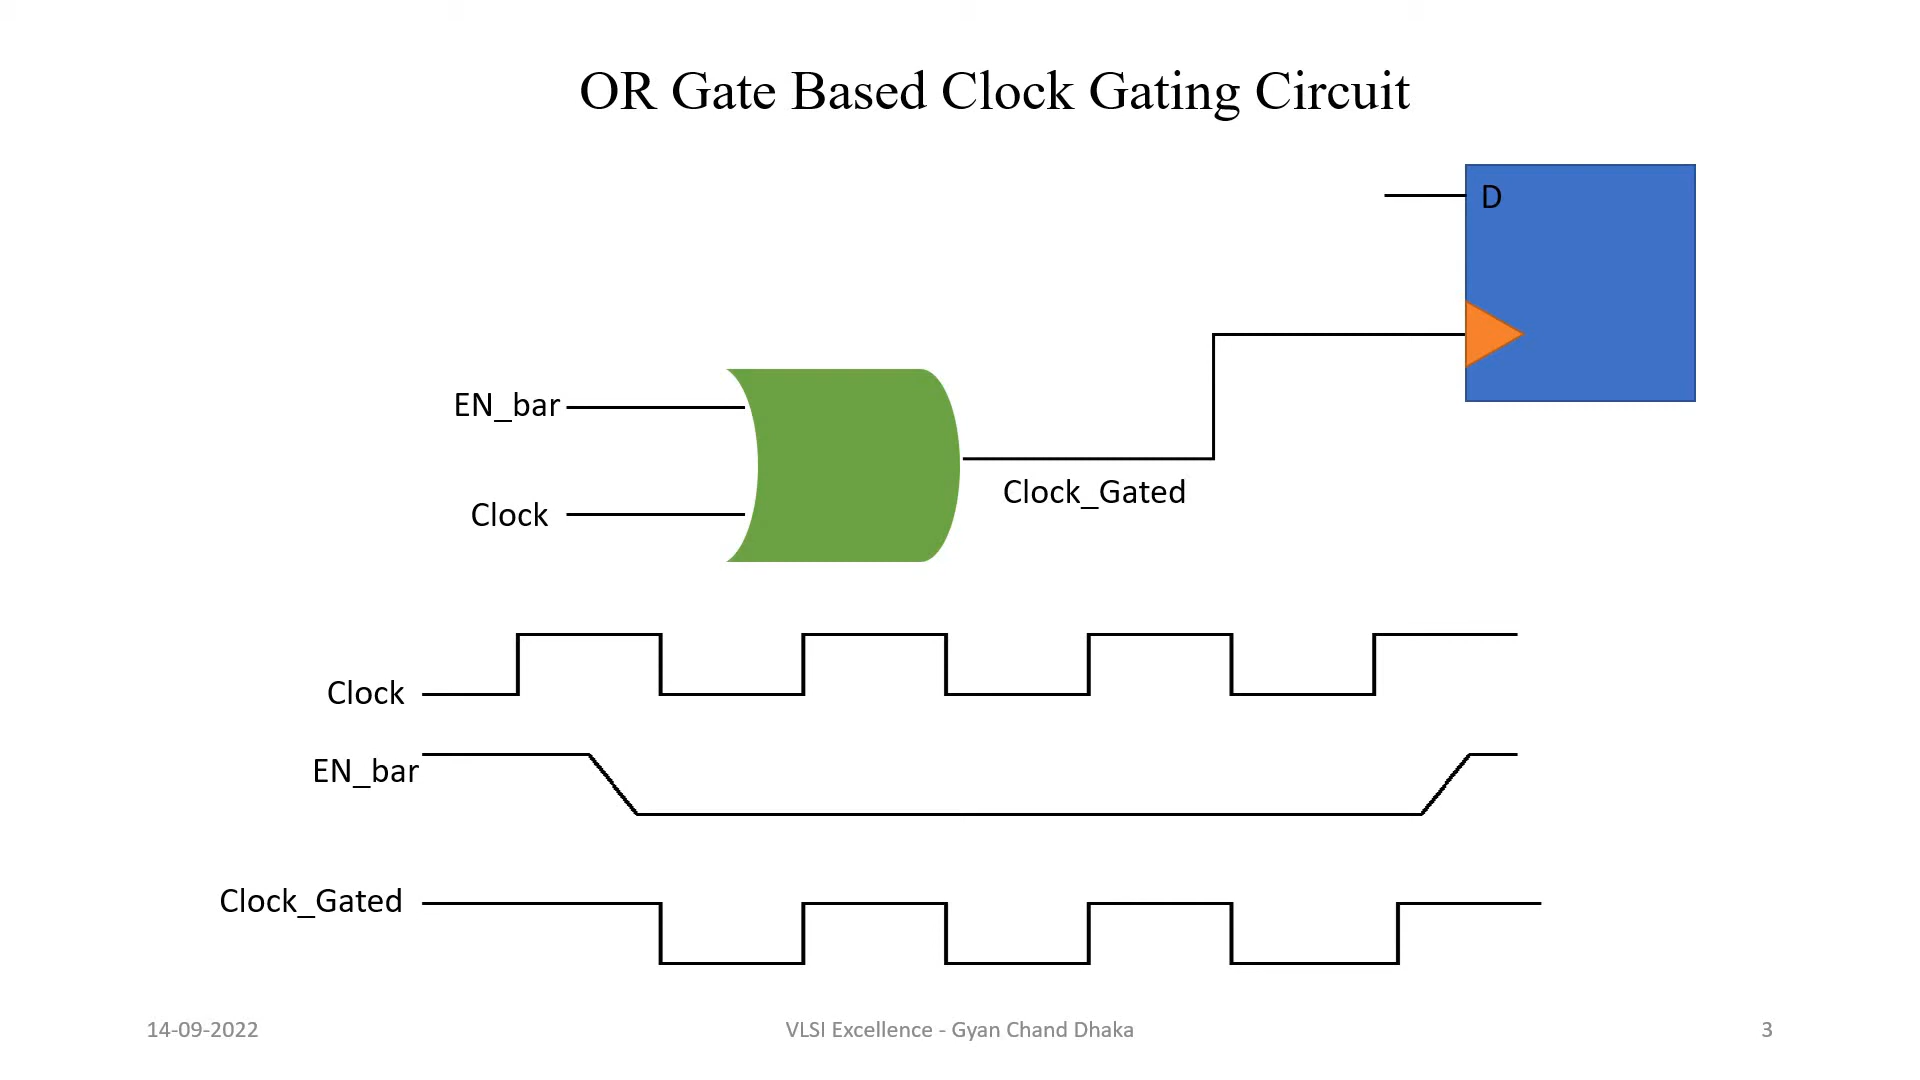 OR Gate Based Clock Gating Circuit
D
EN_bar
Clock
Clock_Gated
Clock
EN_bar
Clock_Gated
14-09-2022
VLSI Excellence - Gyan Chand Dhaka
3